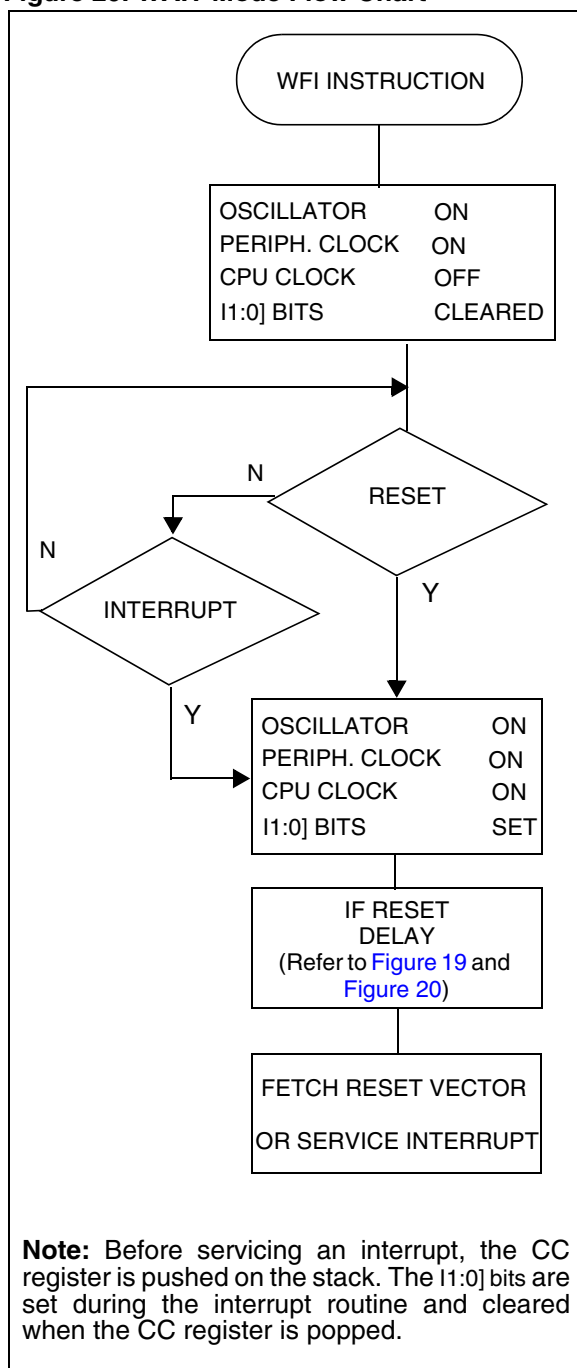 WFI INSTRUCTION
OSCILLATOR ON
PERIPH. CLOCK ON
CPU CLOCK OFF
I1:0] BITS CLEARED
N
RESET
N
Y
INTERRUPT
Y
OSCILLATOR ON
PERIPH. CLOCK ON
CPU CLOCK ON
I1:0] BITS SET
IF RESET
DELAY
(Refer to Figure 19 and
Figure 20)
FETCH RESET VECTOR
OR SERVICE INTERRUPT
Note: Before servicing an interrupt, the CC
register is pushed on the stack. The I1:0] bits are
set during the interrupt routine and cleared
when the CC register is popped.